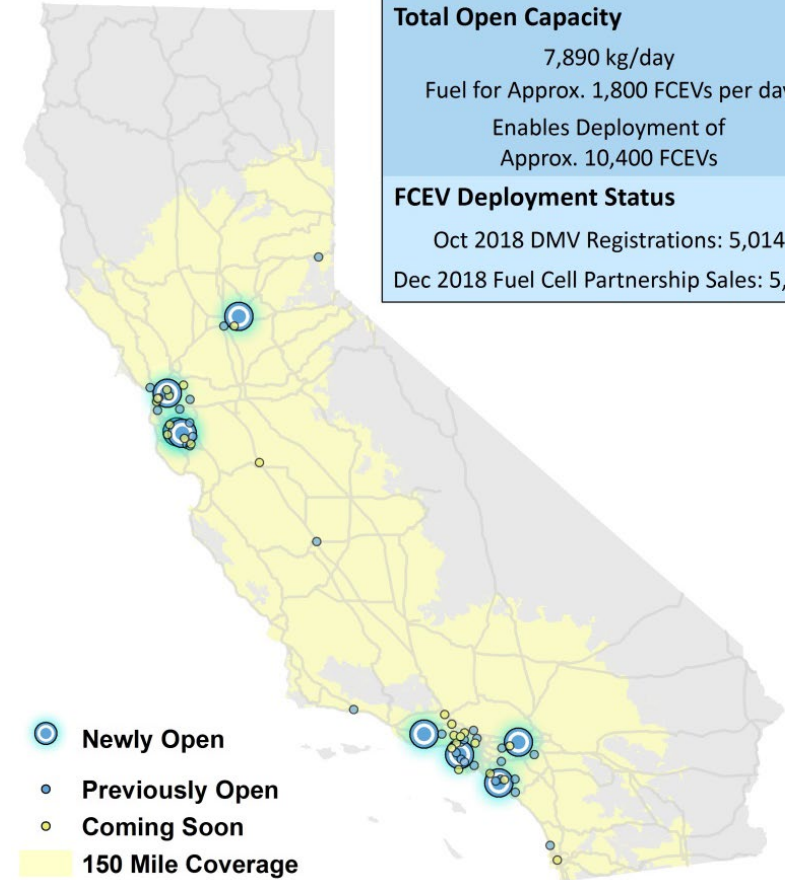 Total Open Capacity
7,890 kg/day
Fuel for Approx. 1,800 FCEVs per day
Enables Deployment of
Approx. 10,400 FCEVs
FCEV Deployment Status
Oct 2018 DMV Registrations: 5,014
Dec 2018 Fuel Cell Partnership Sales: 5,
Newly Open
Previously Open
Coming Soon
150 Mile Coverage